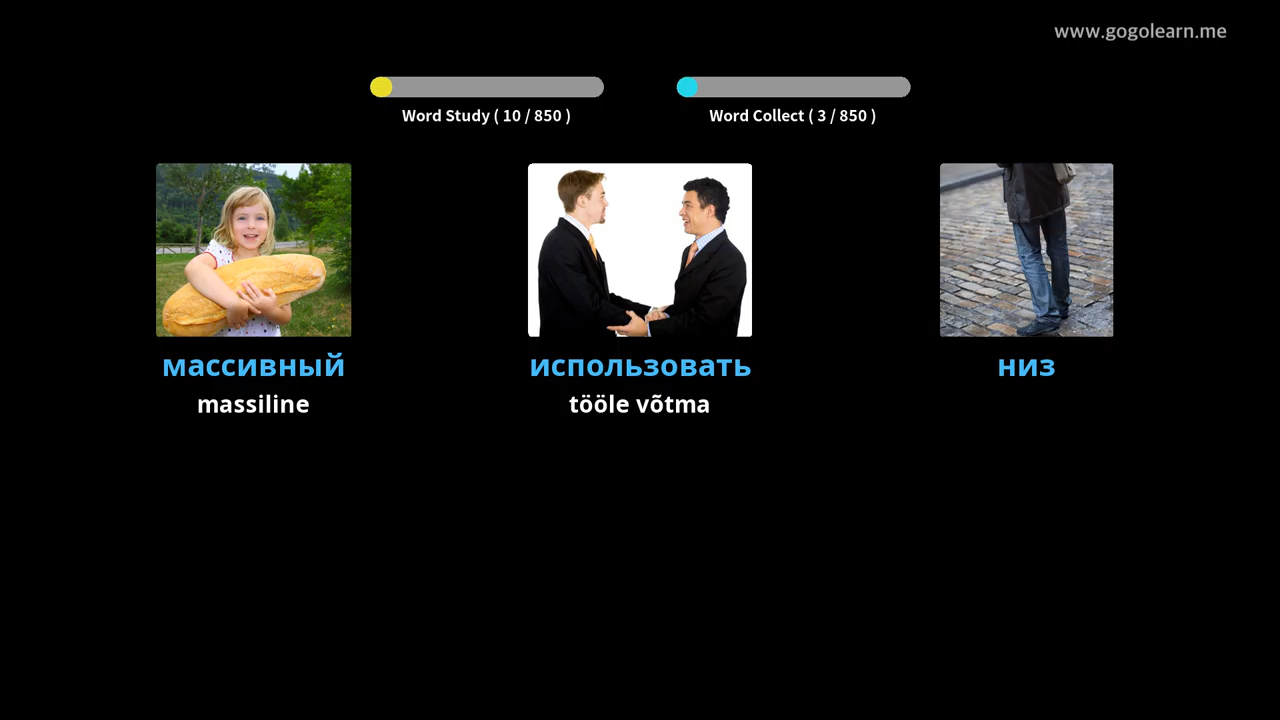 www.gogolearn.me
Word Study ( 10 / 850 )
Word Collect ( 3 / 850 )
массивный
massiline
использовать
tööle võtma
низ